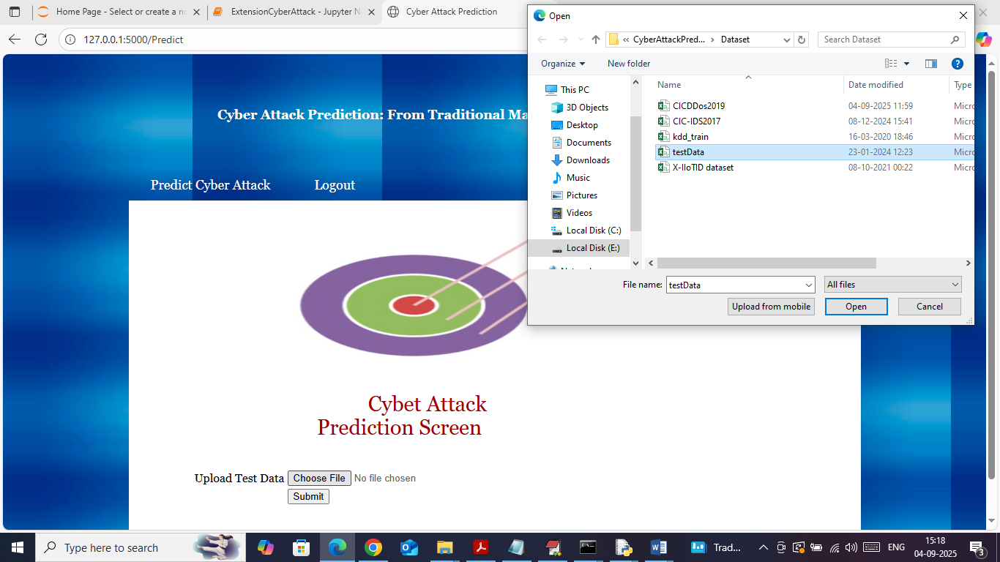 Home Page - Select or create a no
ExtensionCyberAttack - Jupyter N
Cyber Attack Prediction
127.0.0.1:5000/Predict
Cyber Attack Prediction: From Traditional Ma
Predict Cyber Attack
Logout
Cybet Attack
Prediction Screen
Upload Test Data
Choose File
No file chosen
Submit
Open
CyberAttackPred...
Dataset
Search Dataset
Organize
New folder
This PC
3D Objects
Desktop
Documents
Downloads
Music
Pictures
Videos
Local Disk (C:)
Local Disk (E:)
Name Date modified Type
CICDDos2019 04-09-2025 11:59 Micro
CIC-IDS2017 08-12-2024 15:41 Micro
kdd_train 16-03-2020 18:46 Micro
testData 23-01-2024 12:23 Micro
X-IIoTID dataset 08-10-2021 00:22 Micro
File name: testData
All files
Upload from mobile
Open
Cancel
Type here to search
Trad...
ENG
15:18
04-09-2025
3